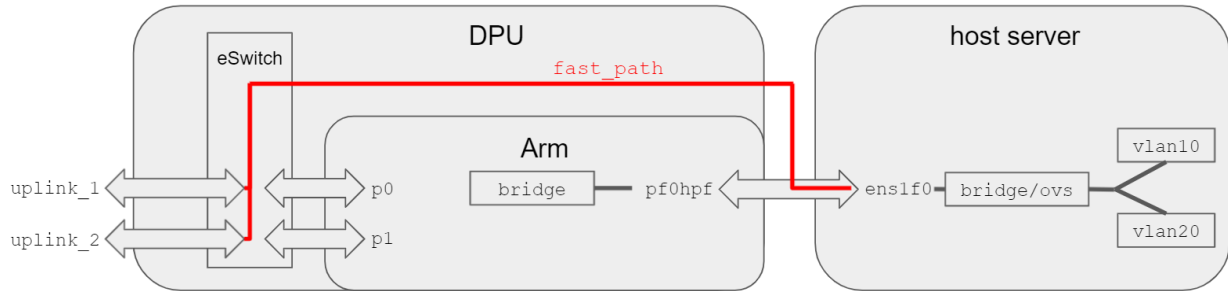 DPU
host server
eSwitch
fast_path
Arm
vlan10
uplink_1
p0
bridge
pf0hpf
ens1f0
bridge/ovs
uplink_2
p1
vlan20